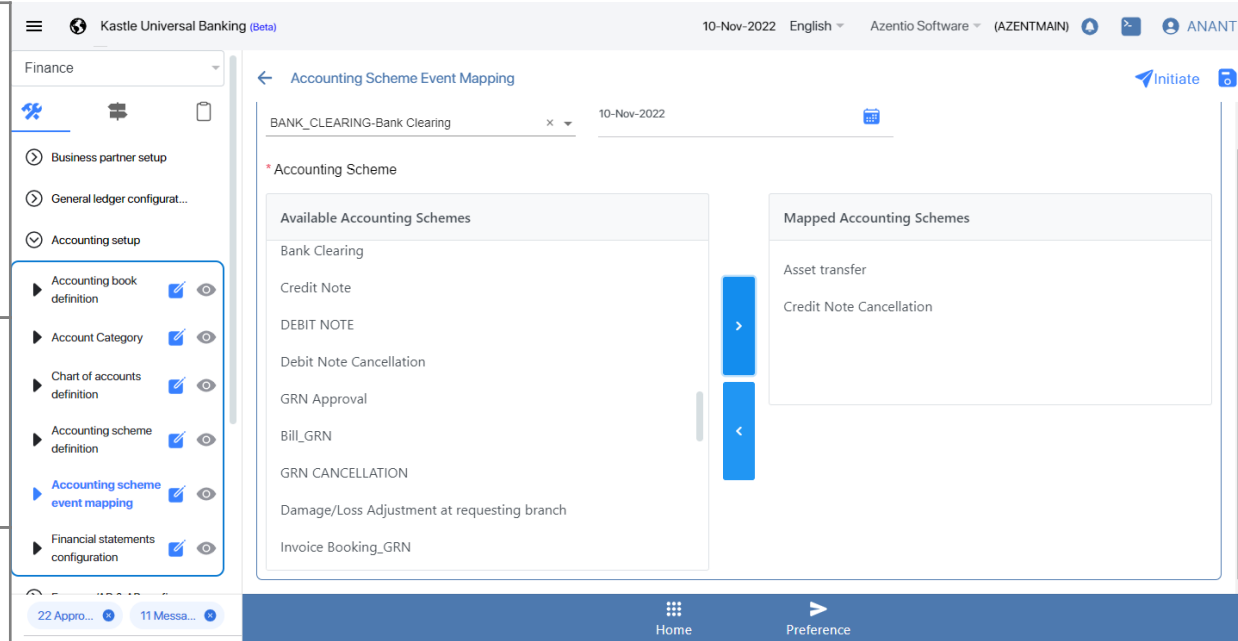 Kastle Universal Banking (Beta)
10-Nov-2022 English Azentio Software (AZENTMAIN) ANANT
Finance
Accounting Scheme Event Mapping
Initiate
BANK_CLEARING-Bank Clearing
10-Nov-2022
Business partner setup
General ledger configurat...
Accounting setup
Accounting book
definition
Account Category
Chart of accounts
definition
Accounting scheme
definition
Accounting scheme
event mapping
Financial statements
configuration
22 Appro...
11 Messa...
* Accounting Scheme
Available Accounting Schemes
Bank Clearing
Credit Note
DEBIT NOTE
Debit Note Cancellation
GRN Approval
Bill_GRN
GRN CANCELLATION
Damage/Loss Adjustment at requesting branch
Invoice Booking_GRN
Mapped Accounting Schemes
Asset transfer
Credit Note Cancellation
Home
Preference